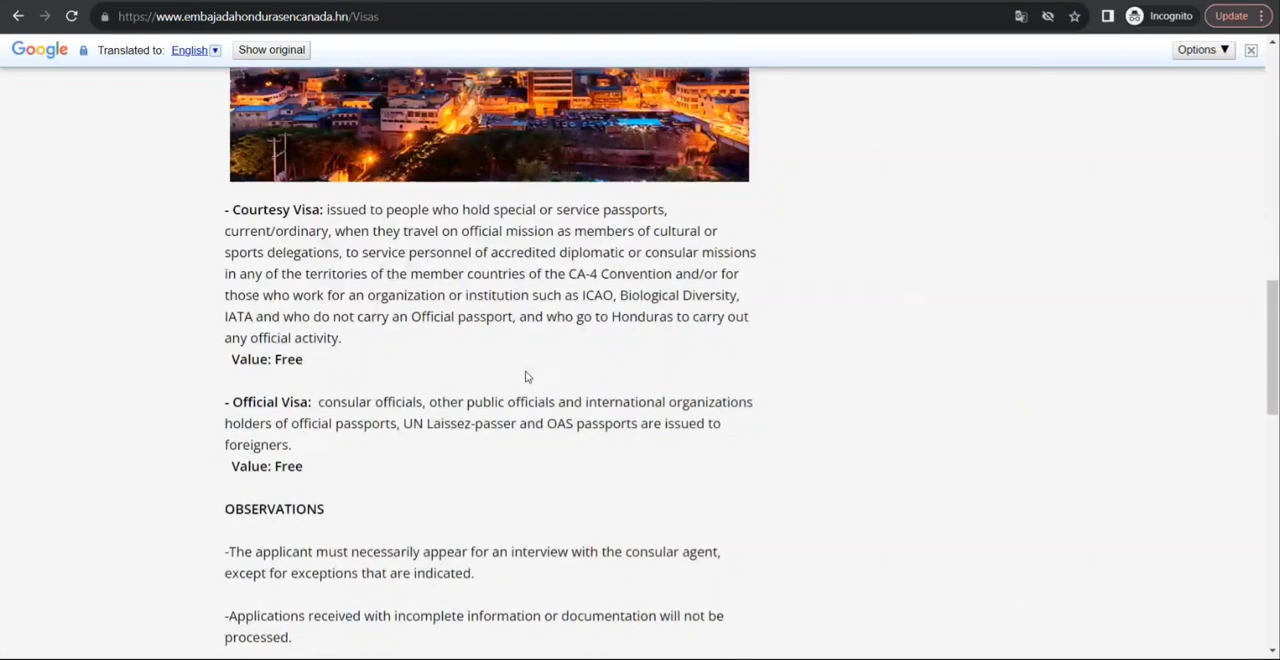 https://www.embajadahondurasencanada.hn/Visas
Incognito
Update
Google
Translated to:
English
Show original
Options ▼
- Courtesy Visa: issued to people who hold special or service passports,
current/ordinary, when they travel on official mission as members of cultural or
sports delegations, to service personnel of accredited diplomatic or consular missions
in any of the territories of the member countries of the CA-4 Convention and/or for
those who work for an organization or institution such as ICAO, Biological Diversity,
IATA and who do not carry an Official passport, and who go to Honduras to carry out
any official activity.
Value: Free
- Official Visa: consular officials, other public officials and international organizations
holders of official passports, UN Laissez-passer and OAS passports are issued to
foreigners.
Value: Free
OBSERVATIONS
-The applicant must necessarily appear for an interview with the consular agent,
except for exceptions that are indicated.
-Applications received with incomplete information or documentation will not be
processed.